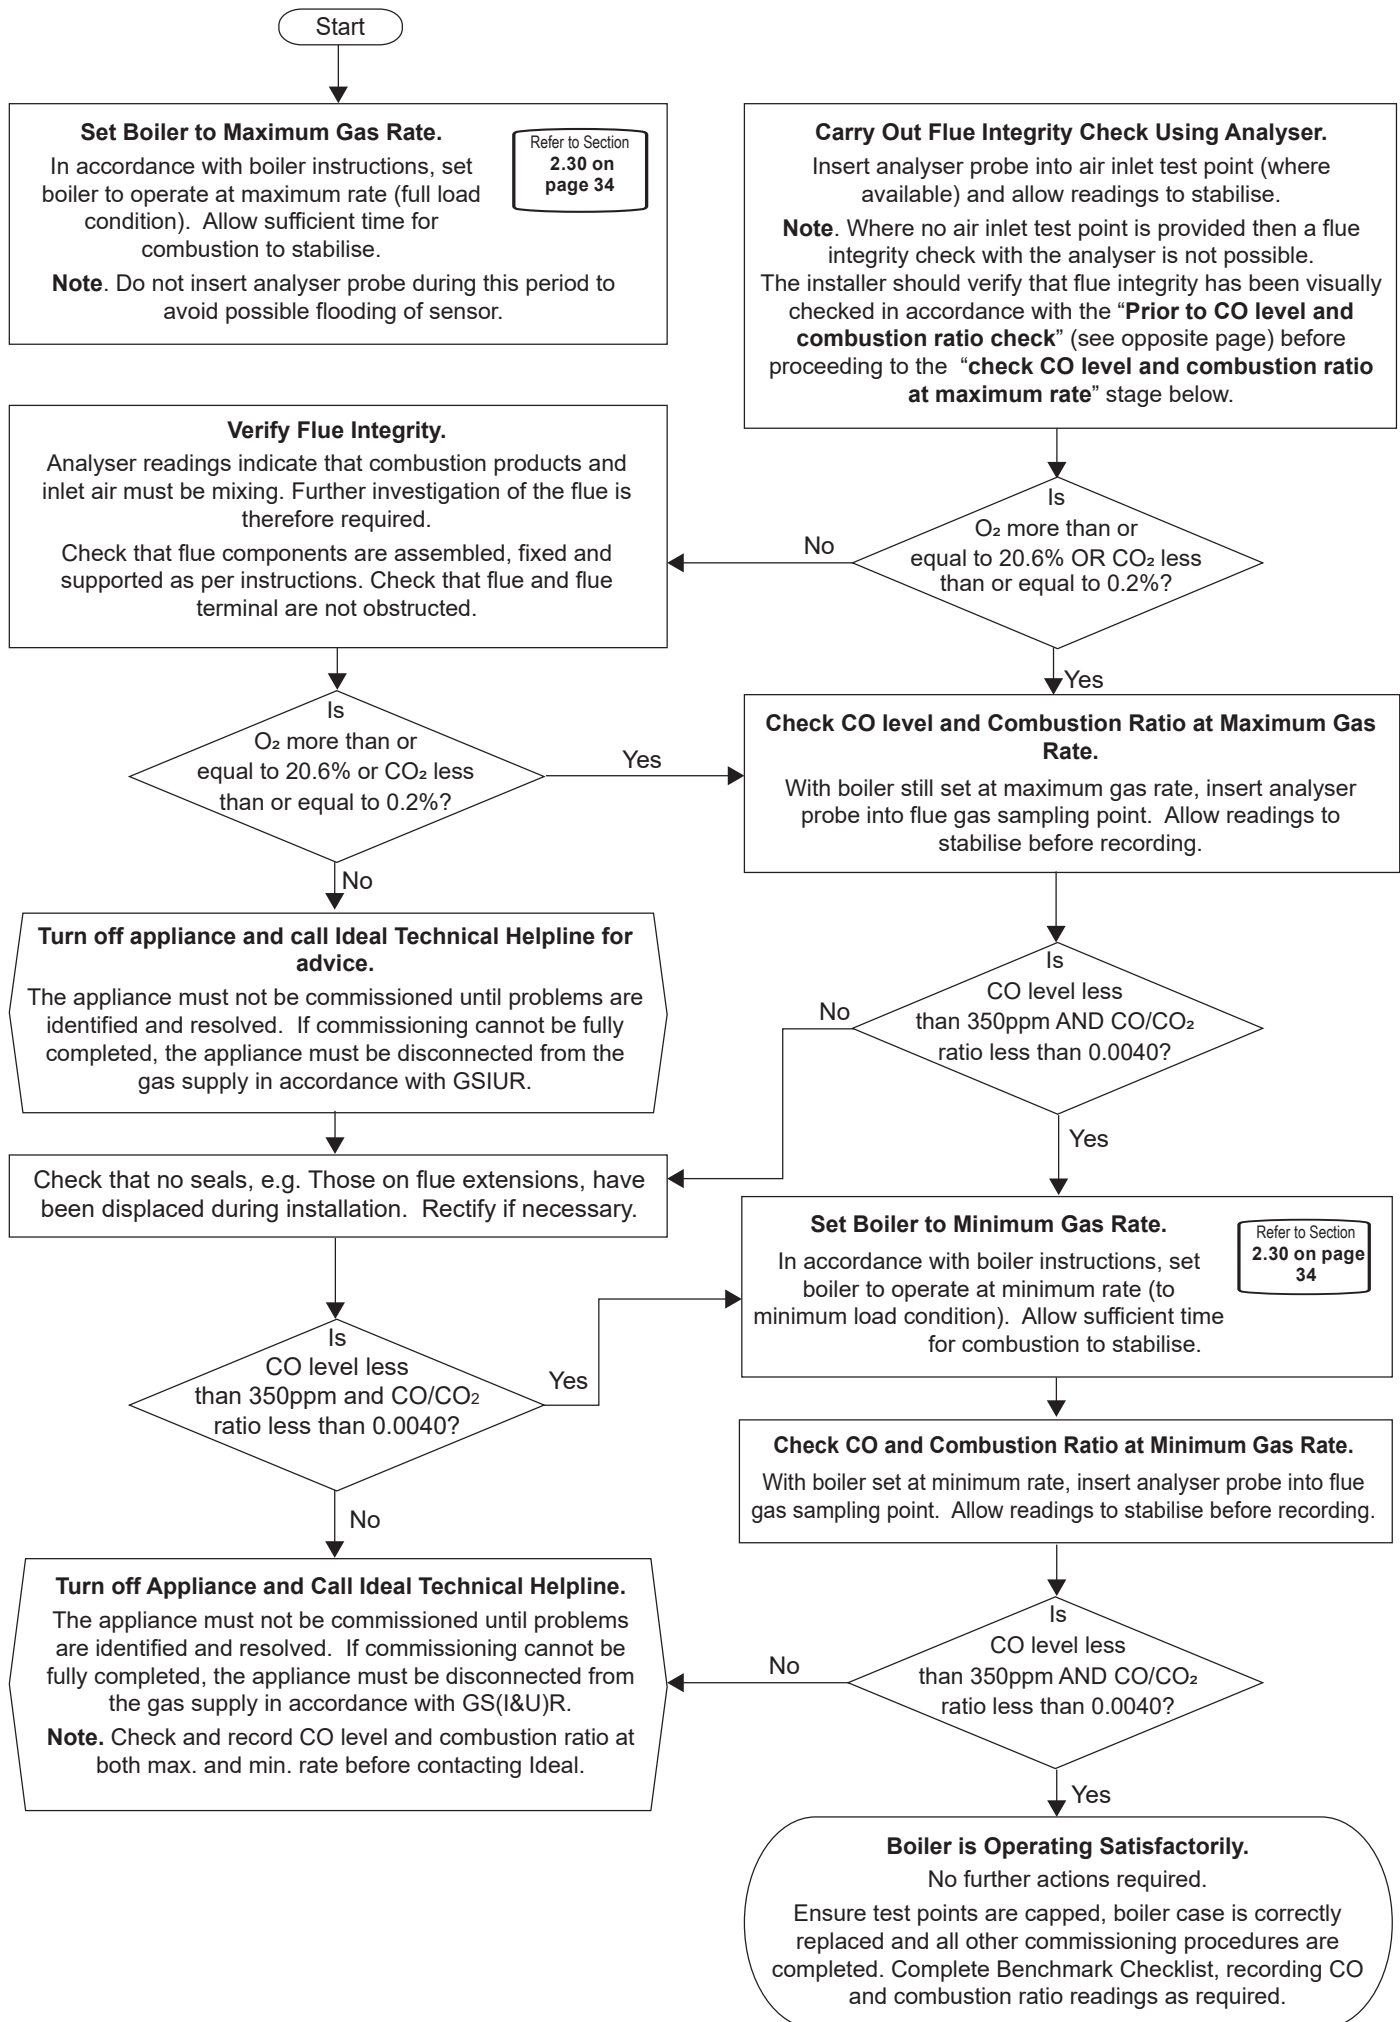 Start
Set Boiler to Maximum Gas Rate.
In accordance with boiler instructions, set
boiler to operate at maximum rate (full load
condition).  Allow sufficient time for
combustion to stabilise.
Note. Do not insert analyser probe during this period to
avoid possible flooding of sensor.
Refer to Section
2.30 on
page 34
Carry Out Flue Integrity Check Using Analyser.
Insert analyser probe into air inlet test point (where
available) and allow readings to stabilise.
Note. Where no air inlet test point is provided then a flue
integrity check with the analyser is not possible.
The installer should verify that flue integrity has been visually
checked in accordance with the “Prior to CO level and
combustion ratio check” (see opposite page) before
proceeding to the  “check CO level and combustion ratio
at maximum rate” stage below.
Is
O₂ more than or
equal to 20.6% OR CO₂ less
than or equal to 0.2%?
No
Yes
Verify Flue Integrity.
Analyser readings indicate that combustion products and
inlet air must be mixing. Further investigation of the flue is
therefore required.
Check that flue components are assembled, fixed and
supported as per instructions. Check that flue and flue
terminal are not obstructed.
Is
O₂ more than or
equal to 20.6% or CO₂ less
than or equal to 0.2%?
Yes
No
Check CO level and Combustion Ratio at Maximum Gas
Rate.
With boiler still set at maximum gas rate, insert analyser
probe into flue gas sampling point.  Allow readings to
stabilise before recording.
Is
CO level less
than 350ppm AND CO/CO₂
ratio less than 0.0040?
No
Yes
Turn off appliance and call Ideal Technical Helpline for
advice.
The appliance must not be commissioned until problems are
identified and resolved.  If commissioning cannot be fully
completed, the appliance must be disconnected from the
gas supply in accordance with GSIUR.
Check that no seals, e.g. Those on flue extensions, have
been displaced during installation.  Rectify if necessary.
Is
CO level less
than 350ppm and CO/CO₂
ratio less than 0.0040?
Yes
No
Set Boiler to Minimum Gas Rate.
In accordance with boiler instructions, set
boiler to operate at minimum rate (to
minimum load condition).  Allow sufficient time
for combustion to stabilise.
Refer to Section
2.30 on page
34
Check CO and Combustion Ratio at Minimum Gas Rate.
With boiler set at minimum rate, insert analyser probe into flue
gas sampling point.  Allow readings to stabilise before recording.
Is
CO level less
than 350ppm AND CO/CO₂
ratio less than 0.0040?
No
Yes
Turn off Appliance and Call Ideal Technical Helpline.
The appliance must not be commissioned until problems
are identified and resolved.  If commissioning cannot be
fully completed, the appliance must be disconnected from
the gas supply in accordance with GS(I&U)R.
Note. Check and record CO level and combustion ratio at
both max. and min. rate before contacting Ideal.
Boiler is Operating Satisfactorily.
No further actions required.
Ensure test points are capped, boiler case is correctly
replaced and all other commissioning procedures are
completed. Complete Benchmark Checklist, recording CO
and combustion ratio readings as required.